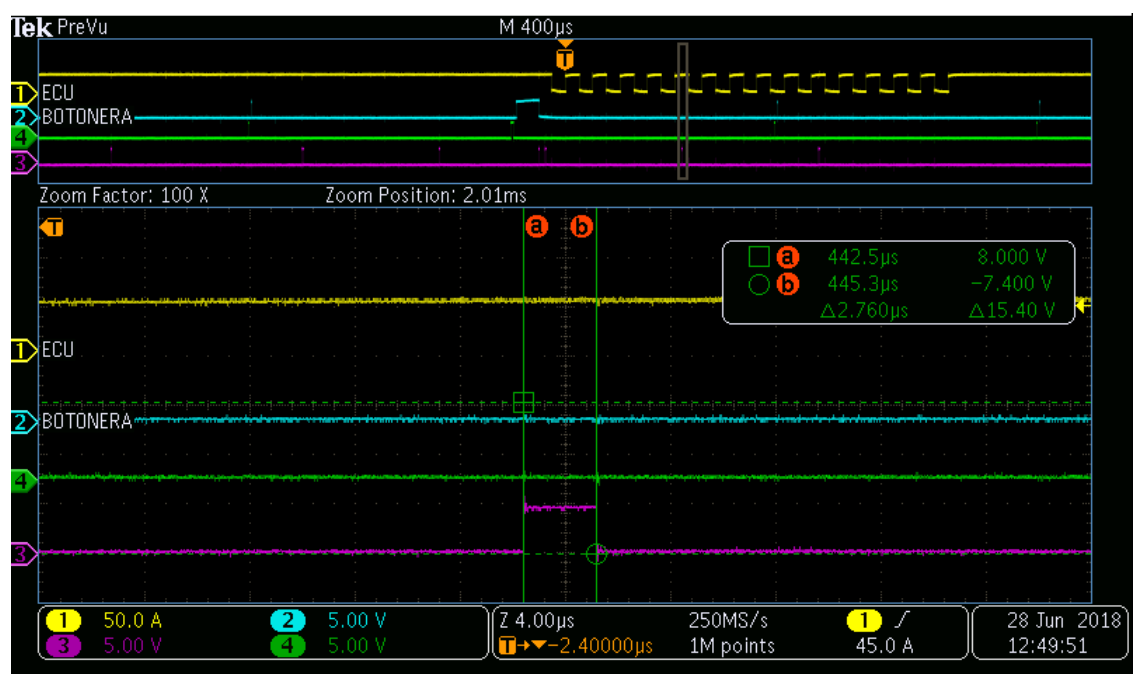 Tek PreVu M 400µs
T
1 ECU
2 BOTONERA
4
3
Zoom Factor: 100 X Zoom Position: 2.01ms
T a b
a 442.5µs 8.000 V
b 445.3µs −7.400 V
△2.760µs △15.40 V
1 ECU
2 BOTONERA
4
3
1 50.0 A 2 5.00 V Z 4.00µs 250MS/s 1 28 Jun 2018
3 5.00 V 4 5.00 V T→▼−2.40000µs 1M points 45.0 A 12:49:51